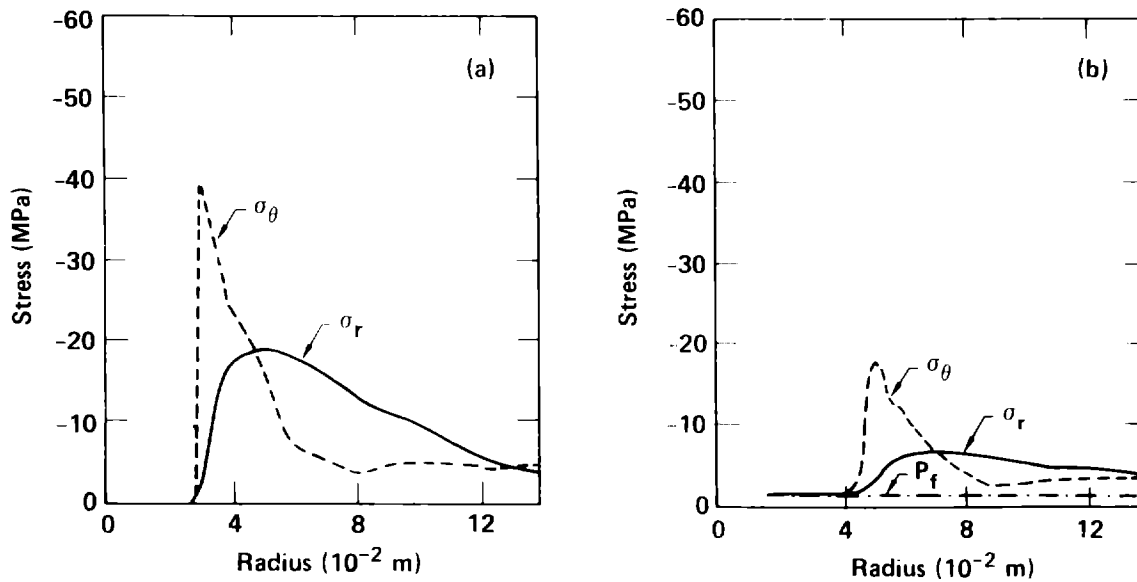 (a)
-60
-50
-40
-30
-20
-10
0
Stress (MPa)
σθ
σr
0 4 8 12
Radius (10⁻² m)
(b)
-60
-50
-40
-30
-20
-10
0
Stress (MPa)
σθ
σr
Pf
0 4 8 12
Radius (10⁻² m)